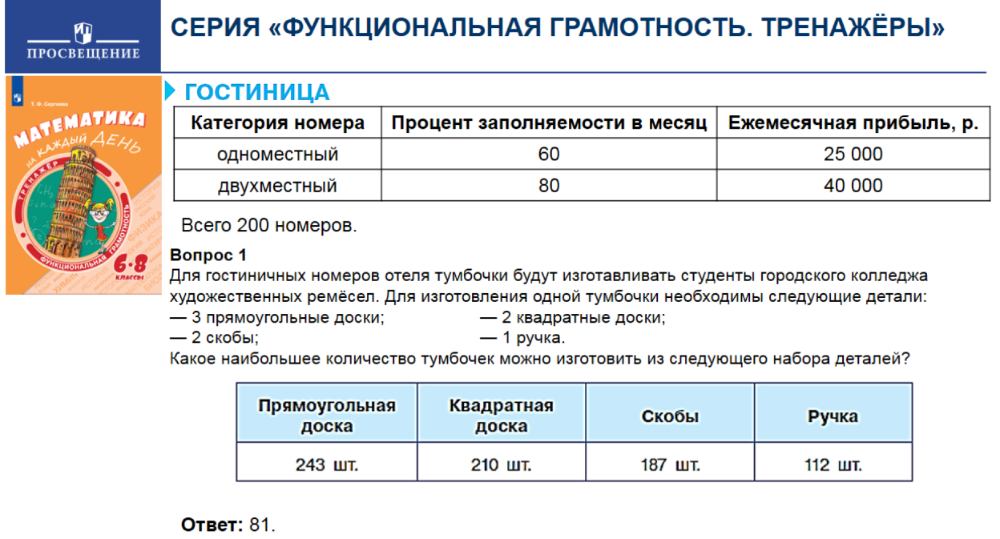 ПРОСВЕЩЕНИЕ
СЕРИЯ «ФУНКЦИОНАЛЬНАЯ ГРАМОТНОСТЬ. ТРЕНАЖЁРЫ»
Т. Ф. Сергеева
МАТЕМАТИКА
НА КАЖДЫЙ ДЕНЬ
ТРЕНАЖЁР
ФУНКЦИОНАЛЬНАЯ ГРАМОТНОСТЬ
6-8
КЛАССЫ
ГОСТИНИЦА
Категория номера Процент заполняемости в месяц Ежемесячная прибыль, р.
одноместный 60 25 000
двухместный 80 40 000
Всего 200 номеров.
Вопрос 1
Для гостиничных номеров отеля тумбочки будут изготавливать студенты городского колледжа
художественных ремёсел. Для изготовления одной тумбочки необходимы следующие детали:
— 3 прямоугольные доски; — 2 квадратные доски;
— 2 скобы; — 1 ручка.
Какое наибольшее количество тумбочек можно изготовить из следующего набора деталей?
Прямоугольная доска Квадратная доска Скобы Ручка
243 шт. 210 шт. 187 шт. 112 шт.
Ответ: 81.